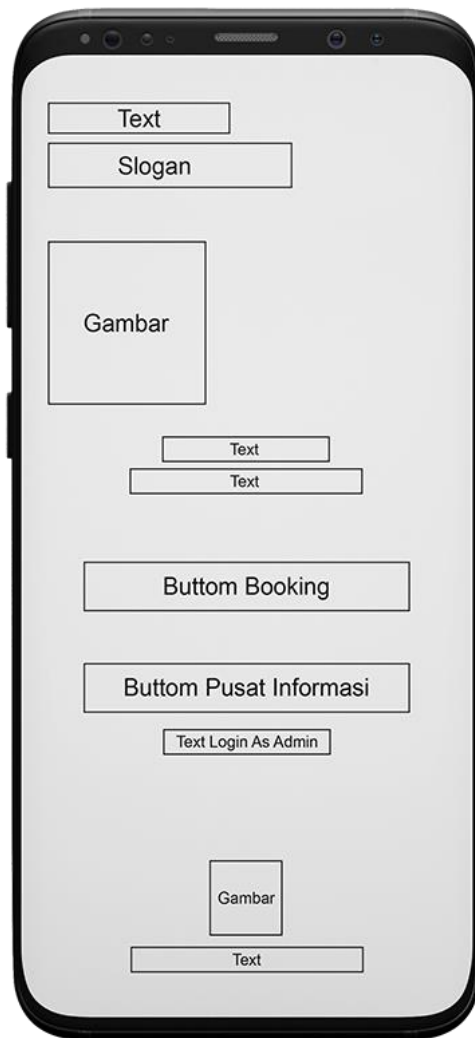 Text
Slogan
Gambar
Text
Text
Buttom Booking
Buttom Pusat Informasi
Text Login As Admin
Gambar
Text